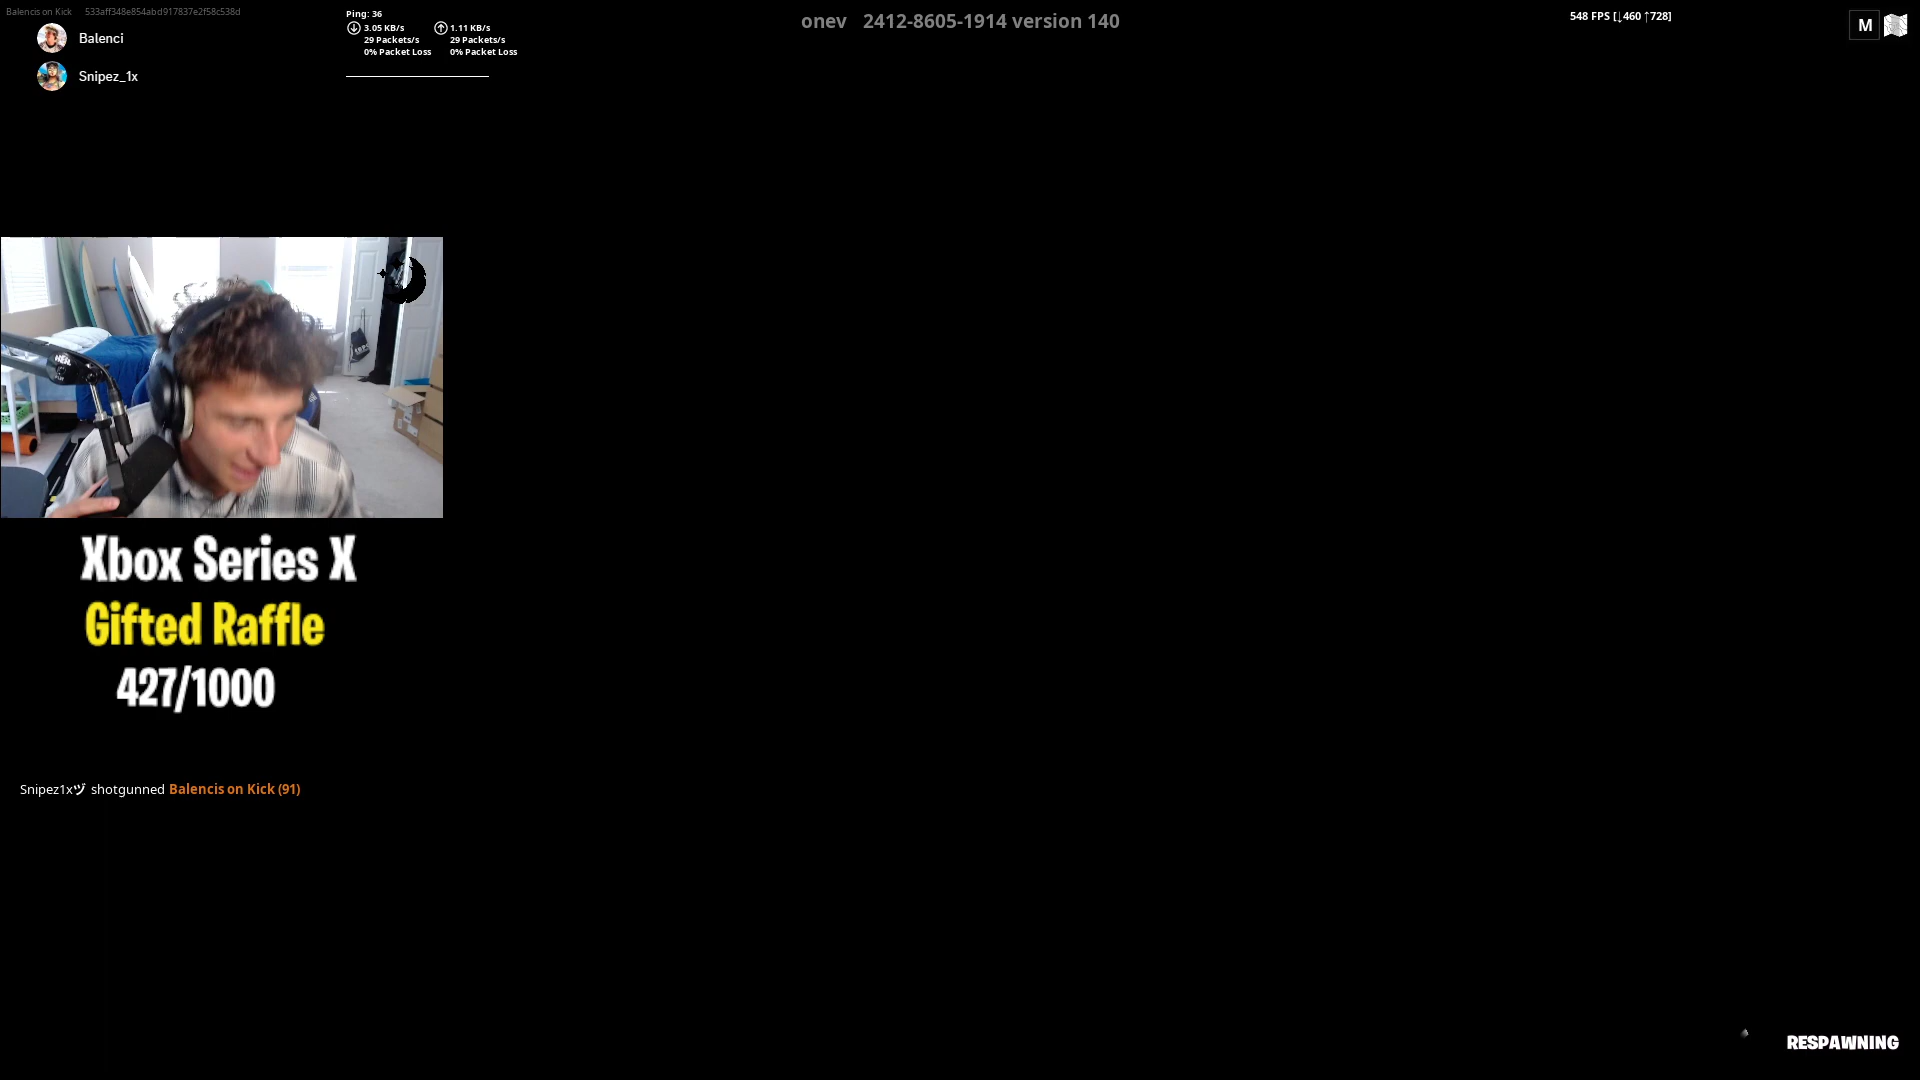 Balencis on Kick 533aff348e854abd917837e2f58c538d
Balenci
Snipez_1x
Ping: 36
3.05 KB/s 1.11 KB/s
29 Packets/s 29 Packets/s
0% Packet Loss 0% Packet Loss
onev 2412-8605-1914 version 140
548 FPS [↓460 ↑728]
M
Xbox Series X
Gifted Raffle
427/1000
Snipez1xヅ shotgunned Balencis on Kick (91)
RESPAWNING